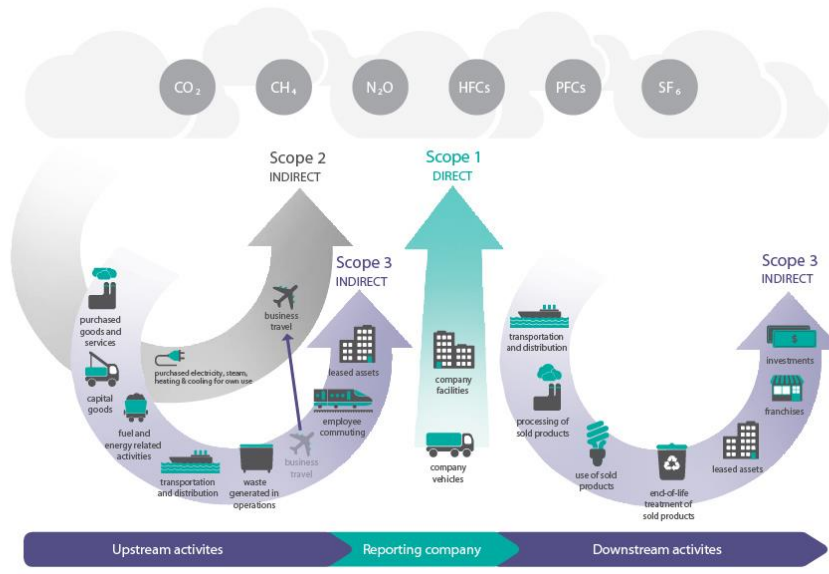 CO₂
CH₄
N₂O
HFCs
PFCs
SF₆
Scope 2
INDIRECT
Scope 1
DIRECT
Scope 3
INDIRECT
Scope 3
INDIRECT
purchased
goods and
services
capital
goods
fuel and
energy related
activities
transportation
and distribution
waste
generated in
operations
business
travel
employee
commuting
leased assets
business
travel
purchased electricity, steam,
heating & cooling for own use
company
facilities
company
vehicles
transportation
and distribution
processing of
sold products
use of sold
products
end-of-life
treatment of
sold products
leased assets
franchises
investments
Upstream activites
Reporting company
Downstream activites